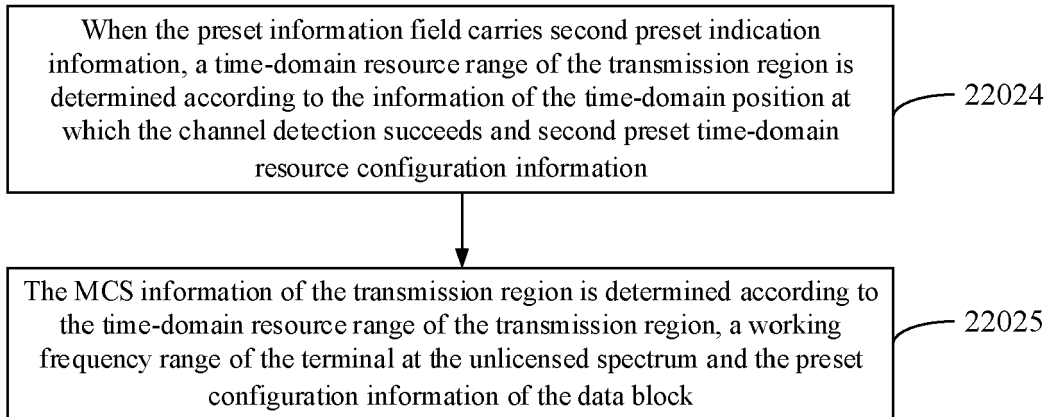 When the preset information field carries second preset indication
information, a time-domain resource range of the transmission region is
determined according to the information of the time-domain position at
which the channel detection succeeds and second preset time-domain
resource configuration information
22024
The MCS information of the transmission region is determined according to
the time-domain resource range of the transmission region, a working
frequency range of the terminal at the unlicensed spectrum and the preset
configuration information of the data block
22025